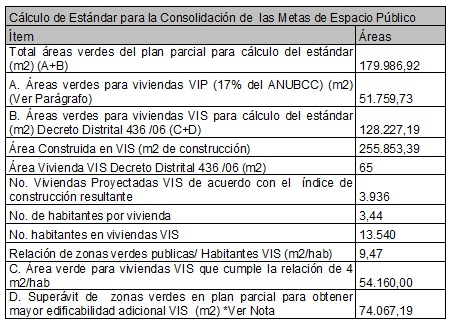 Cálculo de Estándar para la Consolidación de las Metas de Espacio Público
Ítem Áreas
Total áreas verdes del plan parcial para cálculo del estándar
(m2) (A+B) 179.986,92
A. Áreas verdes para viviendas VIP (17% del ANUBCC) (m2)
(Ver Parágrafo) 51.759,73
B. Áreas verdes para viviendas VIS para cálculo del estándar
(m2) Decreto Distrital 436 /06 (C+D) 128.227,19
Área Construida en VIS (m2 de construcción) 255.853,39
Área Vivienda VIS Decreto Distrital 436 /06 (m2) 65
No. Viviendas Proyectadas VIS de acuerdo con el índice de
construcción resultante 3.936
No. de habitantes por vivienda 3,44
No. habitantes en viviendas VIS 13.540
Relación de zonas verdes publicas/ Habitantes VIS (m2/hab) 9,47
C. Área verde para viviendas VIS que cumple la relación de 4
m2/hab 54.160,00
D. Superávit de zonas verdes en plan parcial para obtener
mayor edificabilidad adicional VIS (m2) *Ver Nota 74.067,19